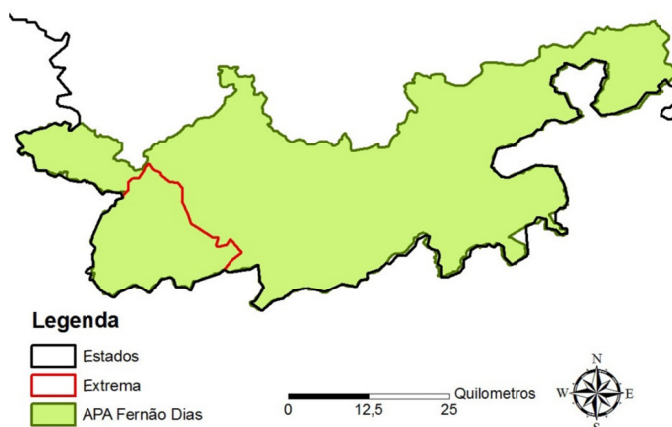 Legenda
Estados
Extrema
APA Fernão Dias
0 12,5 25
Quilometros
N
W E
S